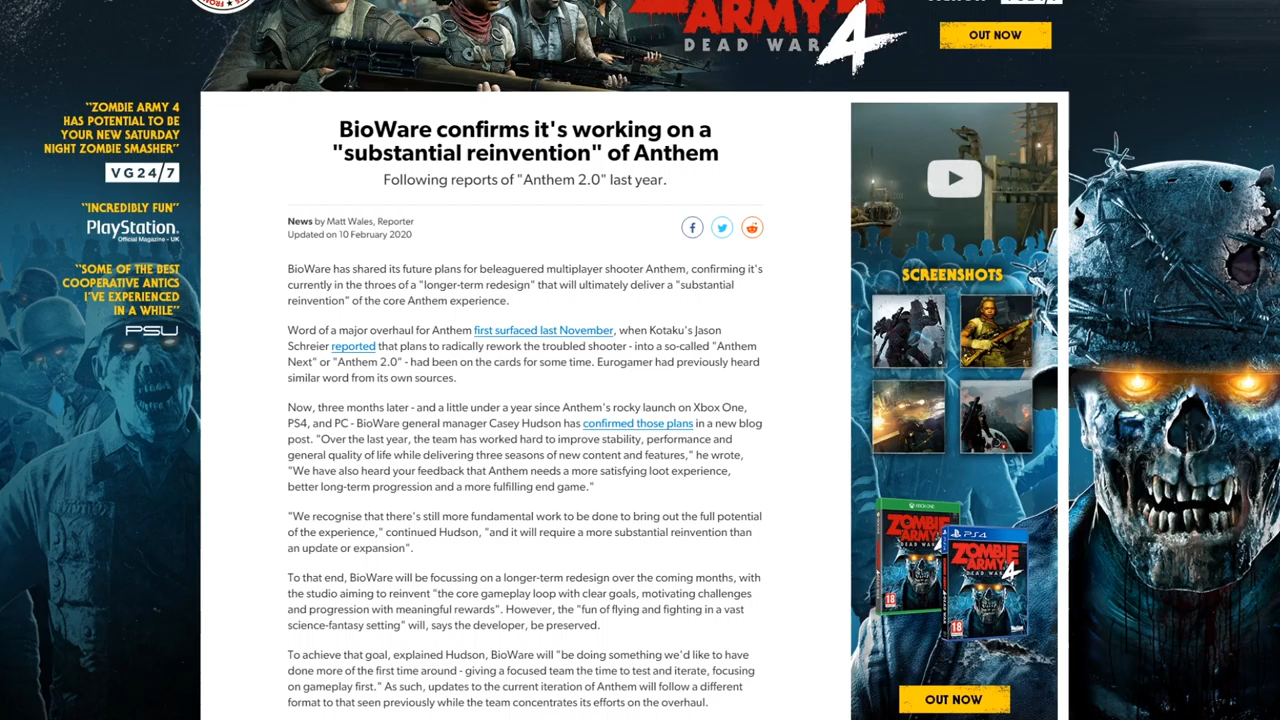 ARMY
DEAD WAR 4
OUT NOW
"ZOMBIE ARMY 4
HAS POTENTIAL TO BE
YOUR NEW SATURDAY
NIGHT ZOMBIE SMASHER"
VG24/7
"INCREDIBLY FUN"
PlayStation
Official Magazine - UK
"SOME OF THE BEST
COOPERATIVE ANTICS
I'VE EXPERIENCED
IN A WHILE"
PSU
BioWare confirms it's working on a
"substantial reinvention" of Anthem
Following reports of "Anthem 2.0" last year.
News by Matt Wales, Reporter
Updated on 10 February 2020
BioWare has shared its future plans for beleaguered multiplayer shooter Anthem, confirming it's
currently in the throes of a "longer-term redesign" that will ultimately deliver a "substantial
reinvention" of the core Anthem experience.
Word of a major overhaul for Anthem first surfaced last November, when Kotaku's Jason
Schreier reported that plans to radically rework the troubled shooter - into a so-called "Anthem
Next" or "Anthem 2.0" - had been on the cards for some time. Eurogamer had previously heard
similar word from its own sources.
Now, three months later - and a little under a year since Anthem's rocky launch on Xbox One,
PS4, and PC - BioWare general manager Casey Hudson has confirmed those plans in a new blog
post. "Over the last year, the team has worked hard to improve stability, performance and
general quality of life while delivering three seasons of new content and features," he wrote,
"We have also heard your feedback that Anthem needs a more satisfying loot experience,
better long-term progression and a more fulfilling end game."
"We recognise that there's still more fundamental work to be done to bring out the full potential
of the experience," continued Hudson, "and it will require a more substantial reinvention than
an update or expansion".
To that end, BioWare will be focussing on a longer-term redesign over the coming months, with
the studio aiming to reinvent "the core gameplay loop with clear goals, motivating challenges
and progression with meaningful rewards". However, the "fun of flying and fighting in a vast
science-fantasy setting" will, says the developer, be preserved.
To achieve that goal, explained Hudson, BioWare will "be doing something we'd like to have
done more of the first time around - giving a focused team the time to test and iterate, focusing
on gameplay first." As such, updates to the current iteration of Anthem will follow a different
format to that seen previously while the team concentrates its efforts on the overhaul.
SCREENSHOTS
XBOX ONE
ZOMBIE
ARMY
DEAD WAR
18
PS4
ZOMBIE
ARMY
DEAD WAR 4
18
OUT NOW